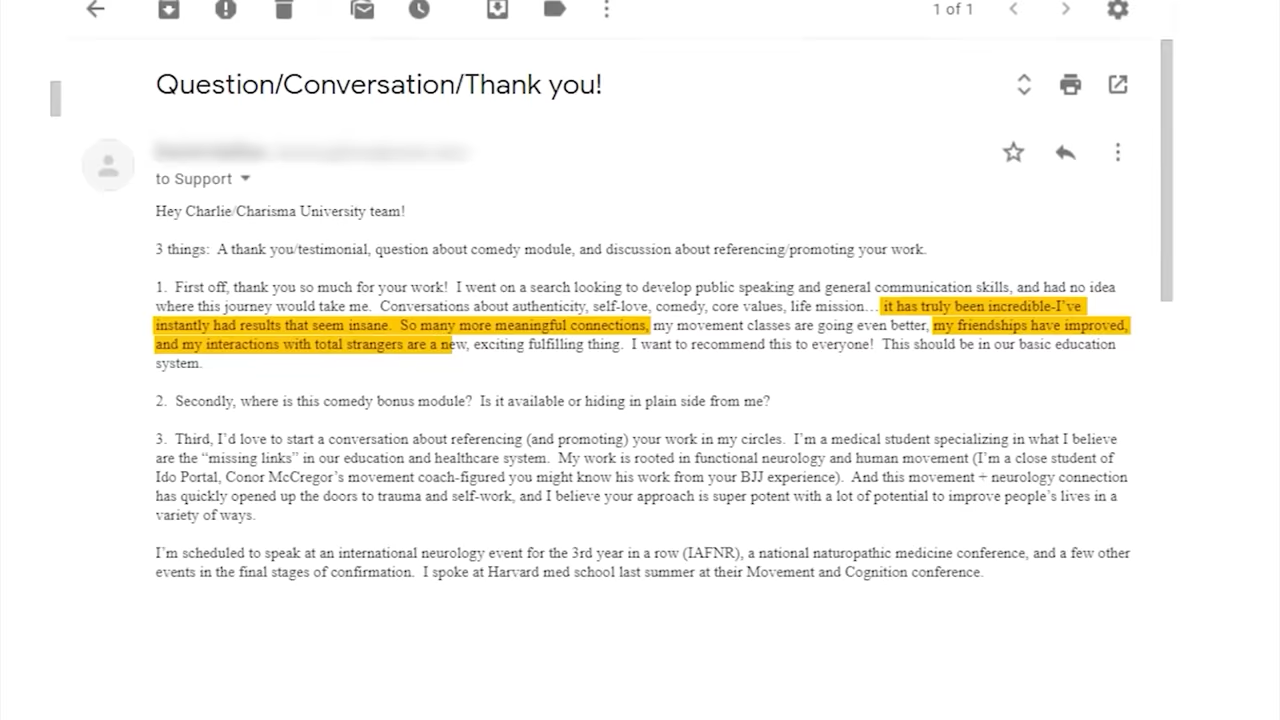 1 of 1
Question/Conversation/Thank you!
to Support
Hey Charlie/Charisma University team!
3 things:  A thank you/testimonial, question about comedy module, and discussion about referencing/promoting your work.
1.  First off, thank you so much for your work!  I went on a search looking to develop public speaking and general communication skills, and had no idea
where this journey would take me.  Conversations about authenticity, self-love, comedy, core values, life mission… it has truly been incredible-I've
instantly had results that seem insane.  So many more meaningful connections, my movement classes are going even better, my friendships have improved,
and my interactions with total strangers are a new, exciting fulfilling thing.  I want to recommend this to everyone!  This should be in our basic education
system.
2.  Secondly, where is this comedy bonus module?  Is it available or hiding in plain side from me?
3.  Third, I'd love to start a conversation about referencing (and promoting) your work in my circles.  I'm a medical student specializing in what I believe
are the “missing links” in our education and healthcare system.  My work is rooted in functional neurology and human movement (I'm a close student of
Ido Portal, Conor McGregor's movement coach-figured you might know his work from your BJJ experience).  And this movement + neurology connection
has quickly opened up the doors to trauma and self-work, and I believe your approach is super potent with a lot of potential to improve people's lives in a
variety of ways.
I'm scheduled to speak at an international neurology event for the 3rd year in a row (IAFNR), a national naturopathic medicine conference, and a few other
events in the final stages of confirmation.  I spoke at Harvard med school last summer at their Movement and Cognition conference.